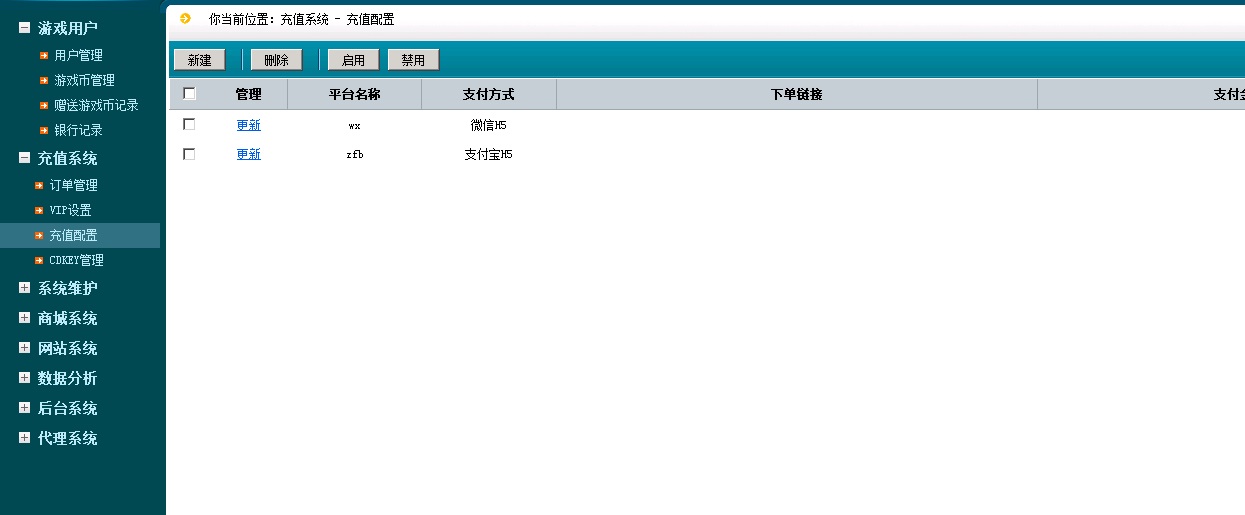 游戏用户
用户管理
游戏币管理
赠送游戏币记录
银行记录
充值系统
订单管理
VIP设置
充值配置
CDKEY管理
系统维护
商城系统
网站系统
数据分析
后台系统
代理系统
你当前位置：充值系统 - 充值配置
新建 删除 启用 禁用
管理 平台名称 支付方式 下单链接 支付
更新 wx 微信H5
更新 zfb 支付宝H5